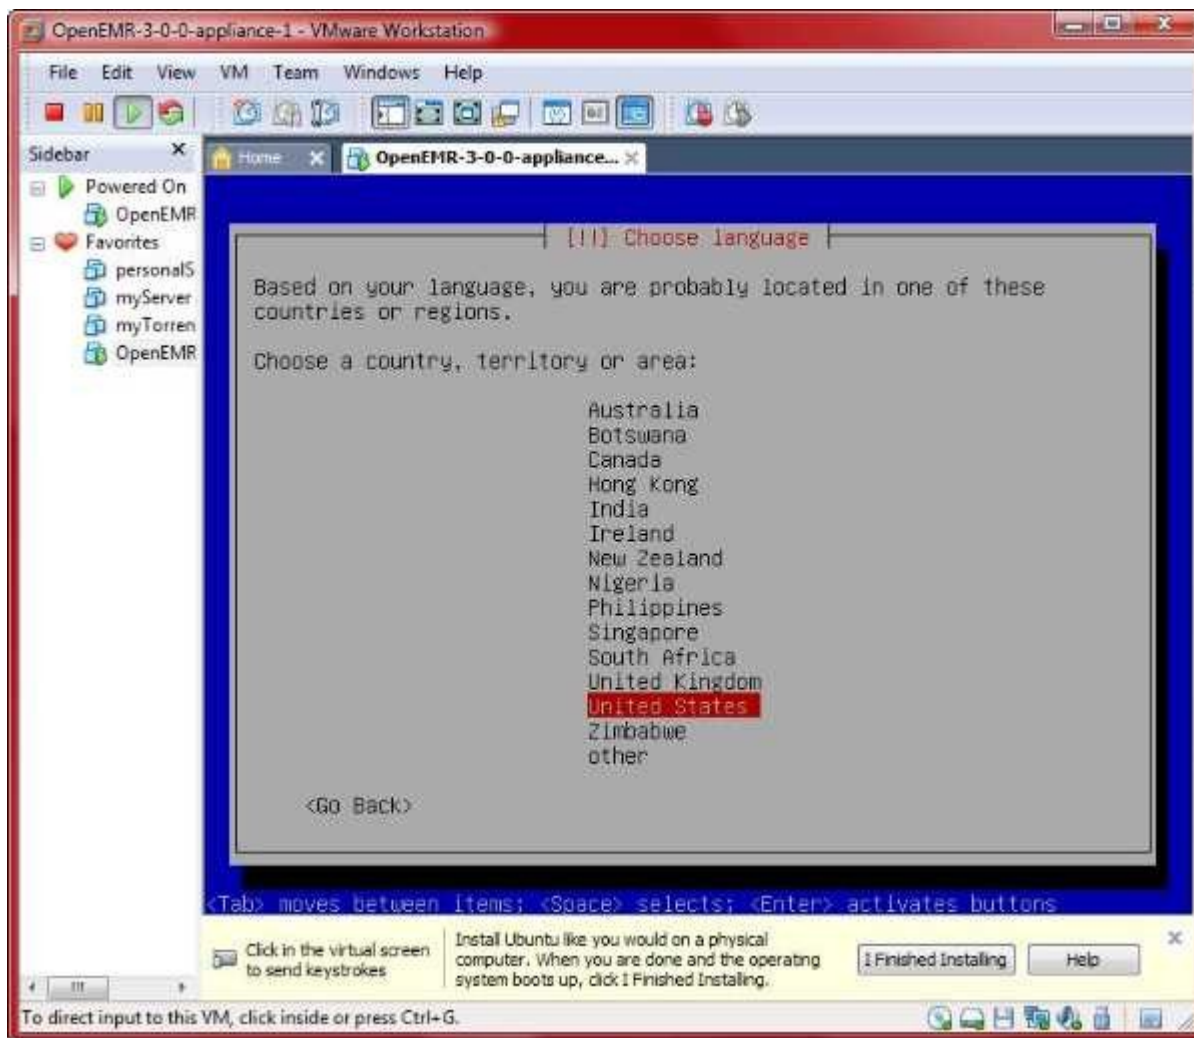 OpenEMR-3-0-0-appliance-1 - VMware Workstation
File Edit View VM Team Windows Help
Sidebar
Home
OpenEMR-3-0-0-appliance...
Powered On
OpenEMR
Favorites
personalS
myServer
myTorren
OpenEMR
[!!] Choose language
Based on your language, you are probably located in one of these
countries or regions.
Choose a country, territory or area:
Australia
Botswana
Canada
Hong Kong
India
Ireland
New Zealand
Nigeria
Philippines
Singapore
South Africa
United Kingdom
United States
Zimbabwe
other
<Go Back>
<Tab> moves between items; <Space> selects; <Enter> activates buttons
Click in the virtual screen
to send keystrokes
Install Ubuntu like you would on a physical
computer. When you are done and the operating
system boots up, click I Finished Installing.
I Finished Installing
Help
To direct input to this VM, click inside or press Ctrl+G.